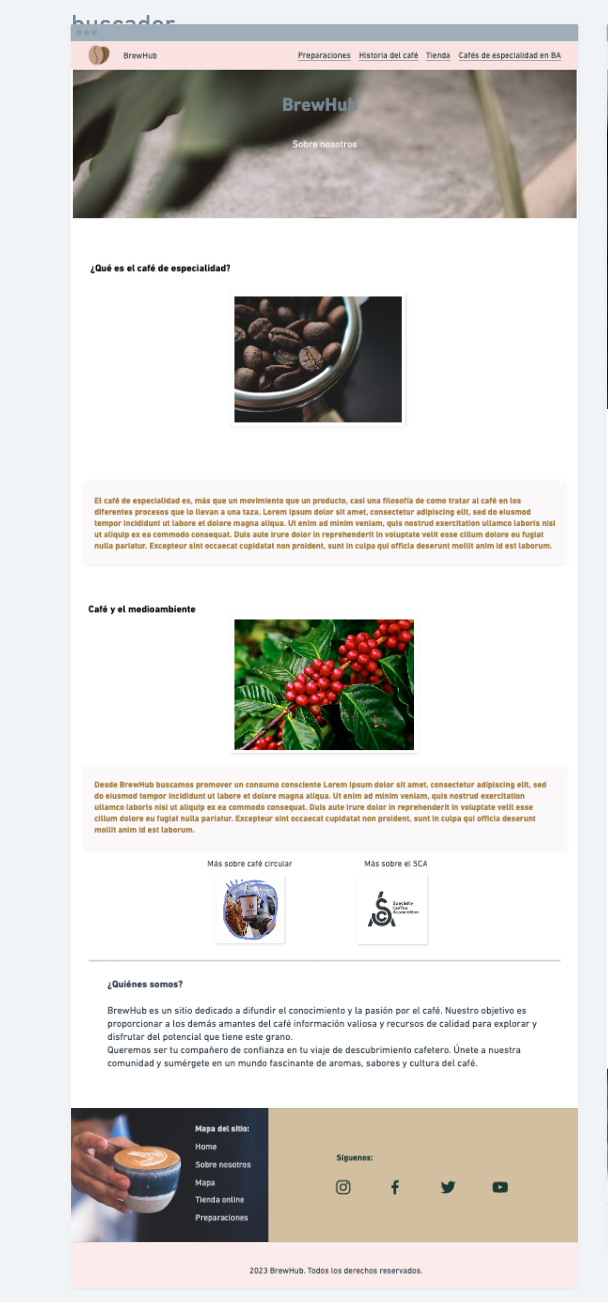 buscador
BrewHub
Preparaciones Historia del café Tienda Cafés de especialidad en BA
BrewHub
Sobre nosotros
¿Qué es el café de especialidad?
El café de especialidad es, más que un movimiento que un producto, casi una filosofía de como tratar al café en los
diferentes procesos que lo llevan a una taza. Lorem ipsum dolor sit amet, consectetur adipiscing elit, sed do eiusmod
tempor incididunt ut labore et dolore magna aliqua. Ut enim ad minim veniam, quis nostrud exercitation ullamco laboris nisi
ut aliquip ex ea commodo consequat. Duis aute irure dolor in reprehenderit in voluptate velit esse cillum dolore eu fugiat
nulla pariatur. Excepteur sint occaecat cupidatat non proident, sunt in culpa qui officia deserunt mollit anim id est laborum.
Café y el medioambiente
Desde BrewHub buscamos promover un consumo consciente Lorem ipsum dolor sit amet, consectetur adipiscing elit, sed
do eiusmod tempor incididunt ut labore et dolore magna aliqua. Ut enim ad minim veniam, quis nostrud exercitation
ullamco laboris nisi ut aliquip ex ea commodo consequat. Duis aute irure dolor in reprehenderit in voluptate velit esse
cillum dolore eu fugiat nulla pariatur. Excepteur sint occaecat cupidatat non proident, sunt in culpa qui officia deserunt
mollit anim id est laborum.
Más sobre café circular
Más sobre el SCA
Specialty
Coffee
Association
¿Quiénes somos?
BrewHub es un sitio dedicado a difundir el conocimiento y la pasión por el café. Nuestro objetivo es
proporcionar a los demás amantes del café información valiosa y recursos de calidad para explorar y
disfrutar del potencial que tiene este grano.
Queremos ser tu compañero de confianza en tu viaje de descubrimiento cafetero. Únete a nuestra
comunidad y sumérgete en un mundo fascinante de aromas, sabores y cultura del café.
Mapa del sitio:
Home
Sobre nosotros
Mapa
Tienda online
Preparaciones
Síguenos:
2023 BrewHub. Todos los derechos reservados.